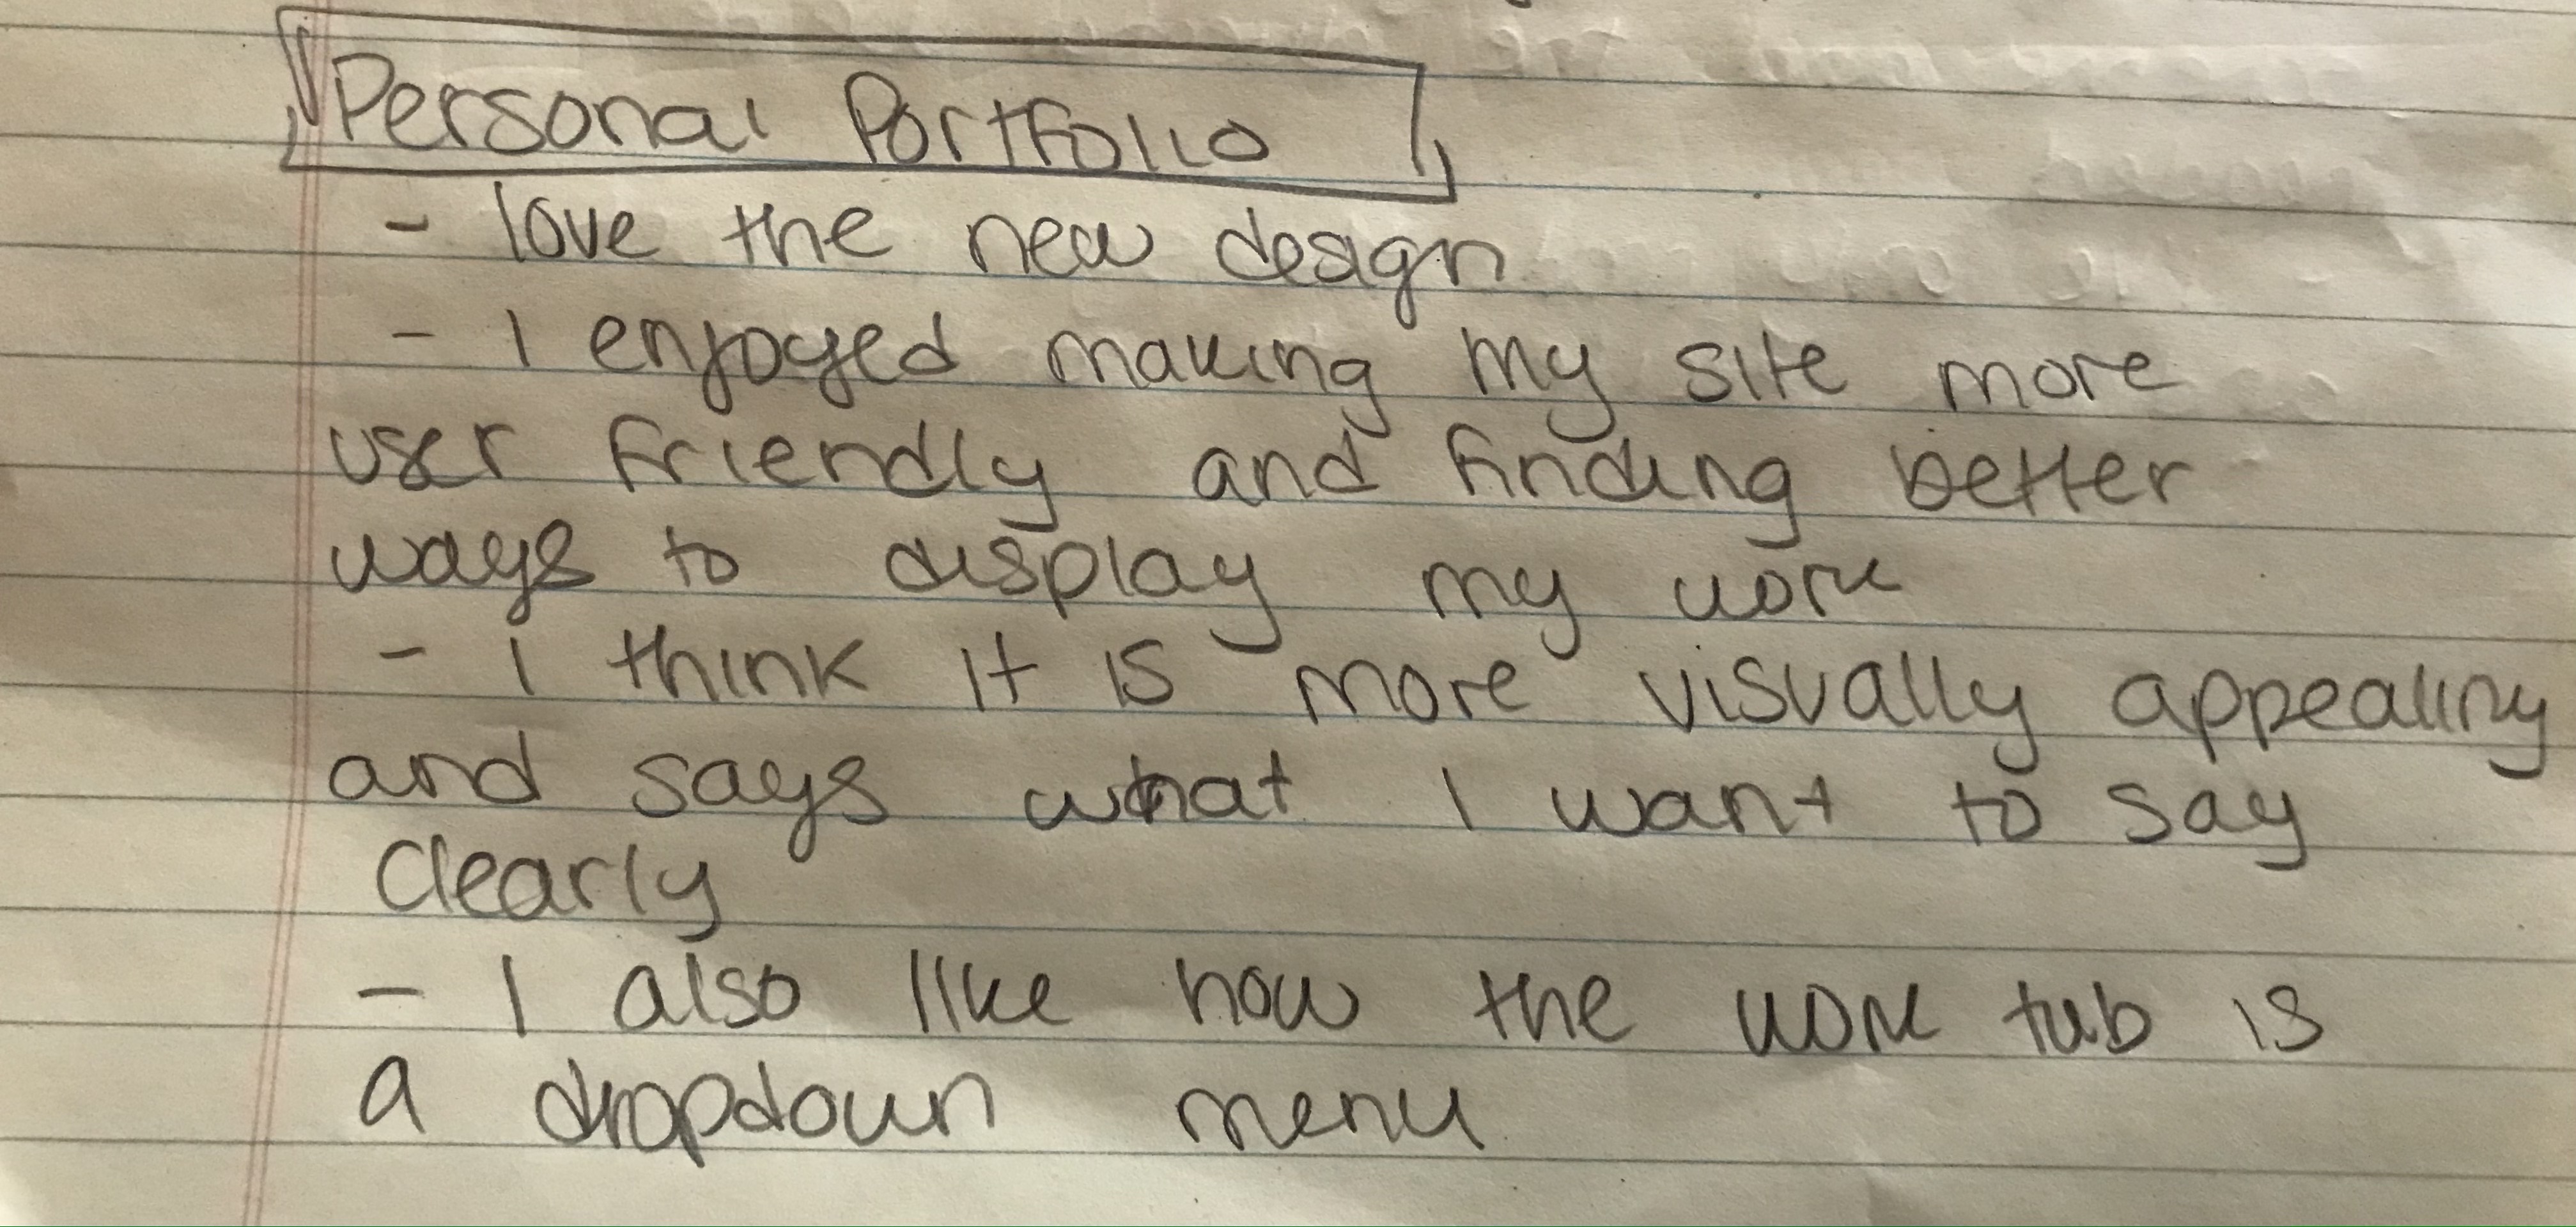 Personal Portfolio
- love the new design
- I enjoyed making my site more
user friendly and finding better
ways to display my work
- I think it is more visually appealing
and says what I want to say
clearly
- I also like how the work tab is
a dropdown menu